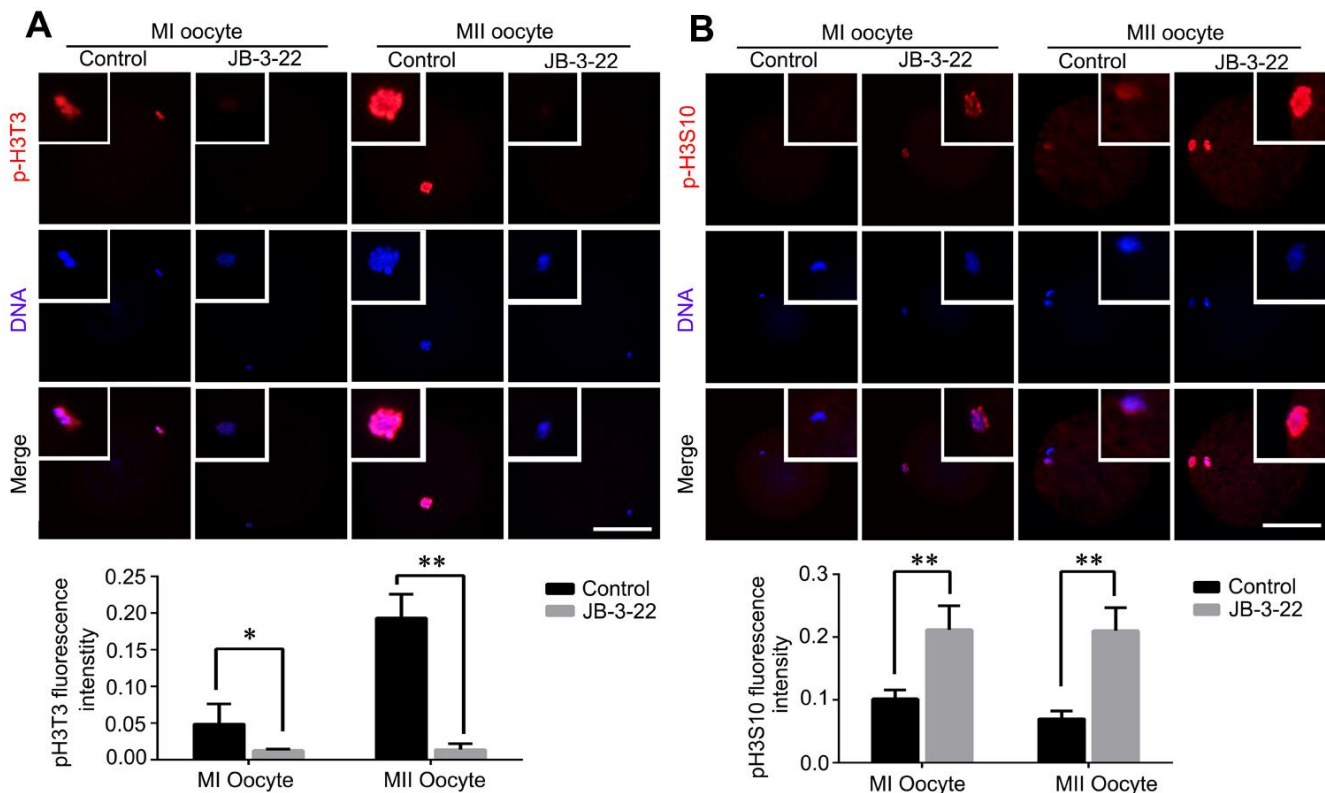 A
MI oocyte
MII oocyte
Control
JB-3-22
Control
JB-3-22
p-H3T3
DNA
Merge
**
*
0.25
0.20
0.15
0.10
0.05
0.00
pH3T3 fluorescence
intenstity
MI Oocyte
MII Oocyte
Control
JB-3-22
B
MI oocyte
MII oocyte
Control
JB-3-22
Control
JB-3-22
p-H3S10
DNA
Merge
**
**
0.3
0.2
0.1
0.0
pH3S10 fluorescence
intensity
MI Oocyte
MII Oocyte
Control
JB-3-22